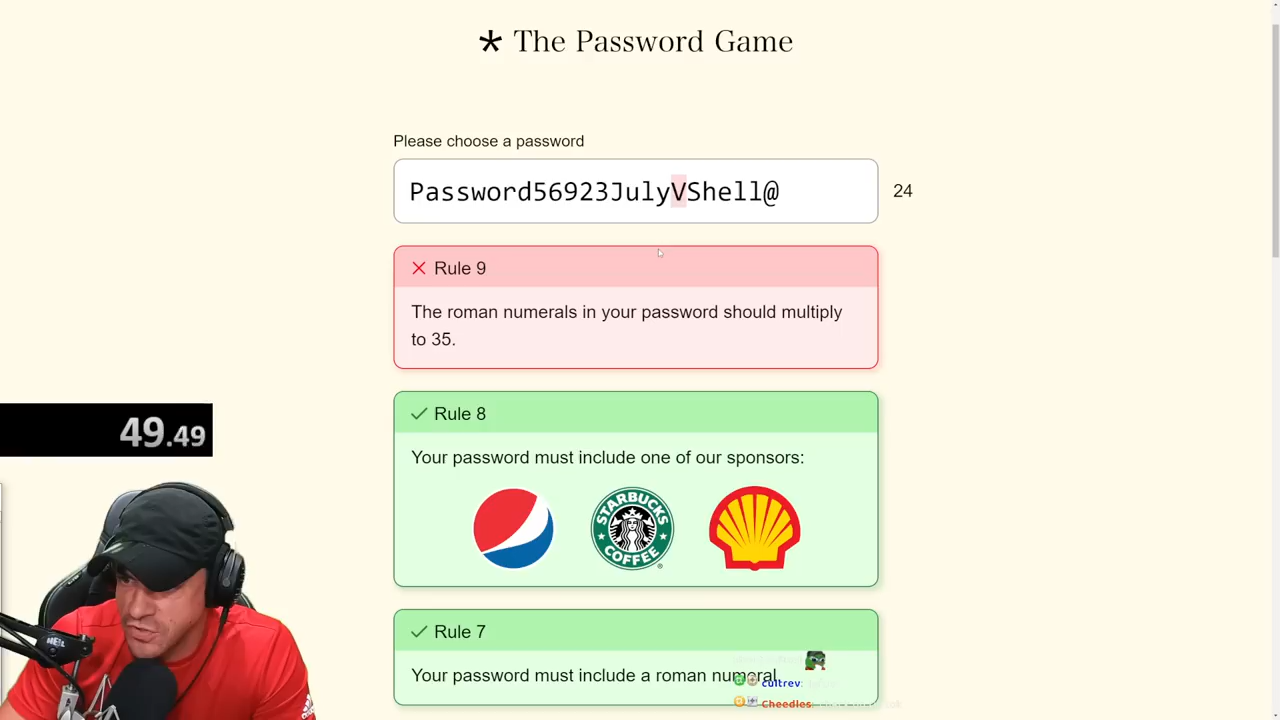 * The Password Game
Please choose a password
Password56923JulyVShell@
24
Rule 9
The roman numerals in your password should multiply
to 35.
49.49
Rule 8
Your password must include one of our sponsors:
STARBUCKS
COFFEE
Rule 7
Your password must include a roman numeral.
cultrev:
Cheedles: